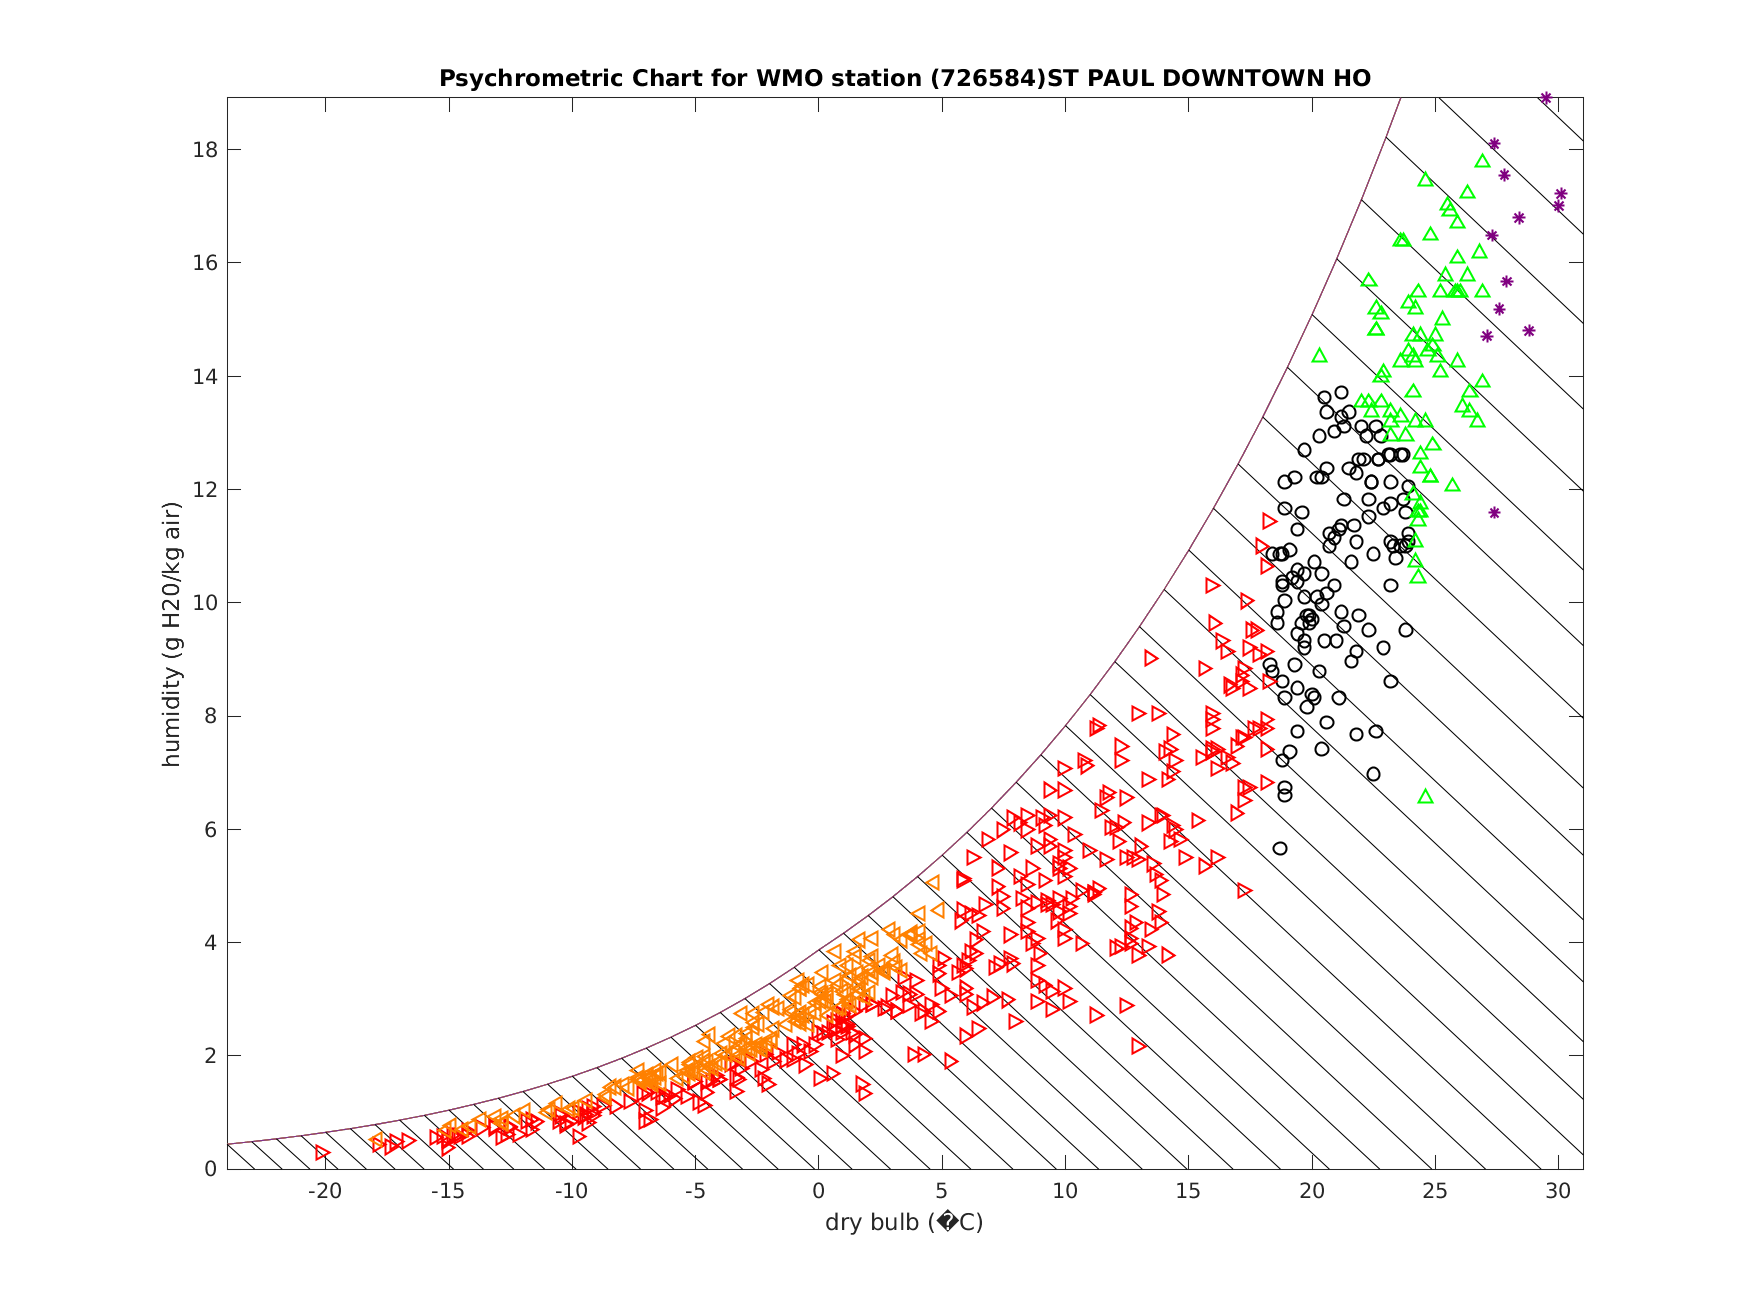 Psychrometric Chart for WMO station (726584)ST PAUL DOWNTOWN HO
18
16
14
12
10
8
6
4
2
0
humidity (g H20/kg air)
-20 -15 -10 -5 0 5 10 15 20 25 30
dry bulb (�C)